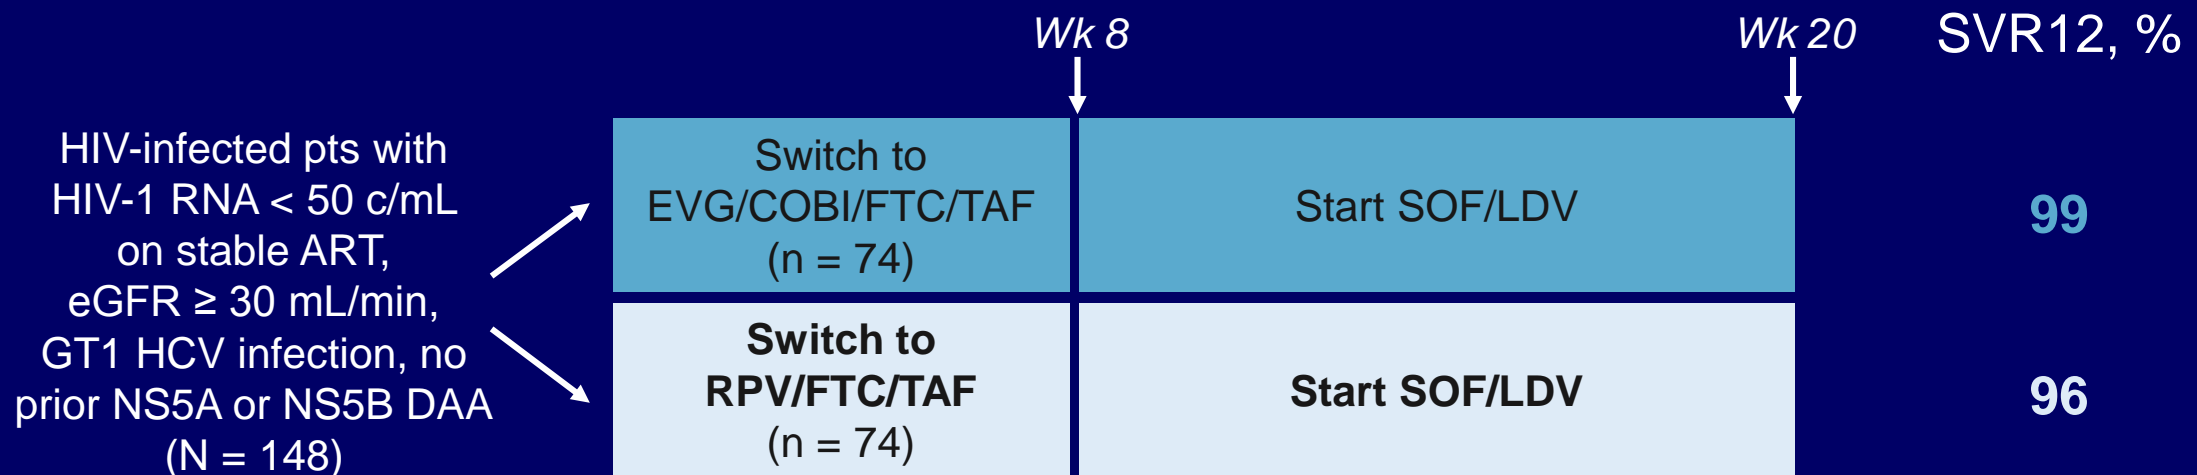 Wk 8
Wk 20
SVR12, %
HIV-infected pts with
HIV-1 RNA < 50 c/mL
on stable ART,
eGFR ≥ 30 mL/min,
GT1 HCV infection, no
prior NS5A or NS5B DAA
(N = 148)
Switch to
EVG/COBI/FTC/TAF
(n = 74)
Start SOF/LDV
99
Switch to
RPV/FTC/TAF
(n = 74)
Start SOF/LDV
96